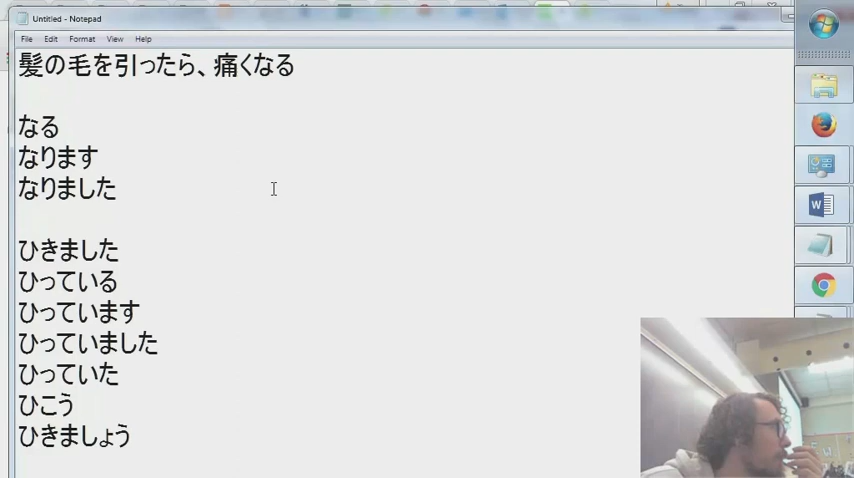 Untitled - Notepad
File Edit Format View Help
髪の毛を引ったら、痛くなる
なる
なります
なりました
ひきました
ひっている
ひっています
ひっていました
ひっていた
ひこう
ひきましょう